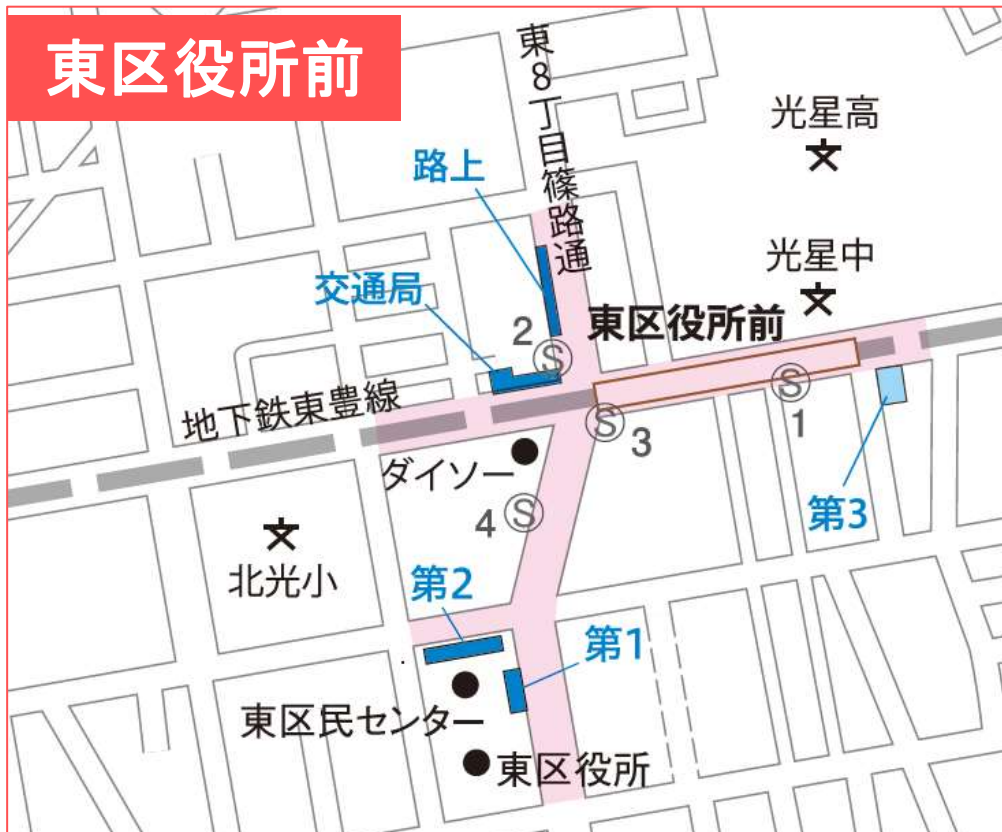 東区役所前
東8丁目篠路通
光星高
路上
光星中
交通局
2
Ⓢ
東区役所前
地下鉄東豊線
Ⓢ
1
Ⓢ
3
ダイソー
第3
4
Ⓢ
北光小
第2
第1
東区民センター
東区役所